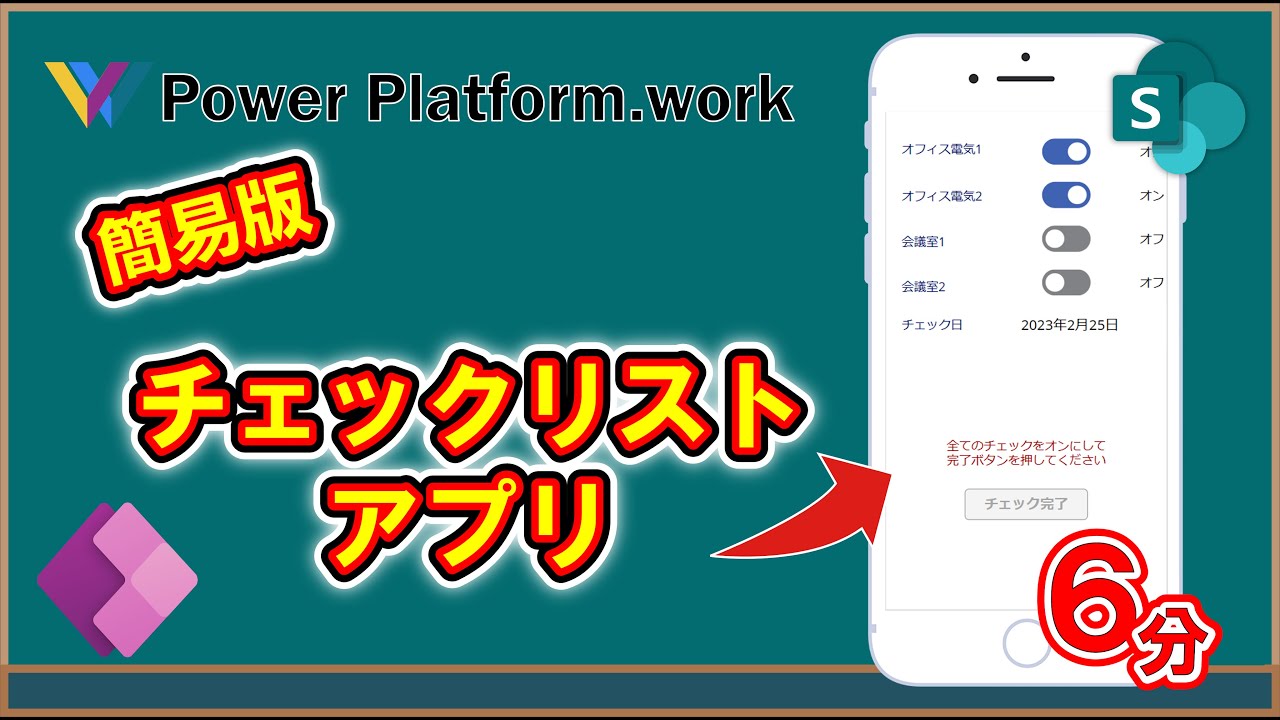 Power Platform.work
簡易版
チェックリスト
アプリ
S
オフィス電気1
オ
オフィス電気2
オン
会議室1
オフ
会議室2
オフ
チェック日
2023年2月25日
全てのチェックをオンにして
完了ボタンを押してください
チェック完了
6分